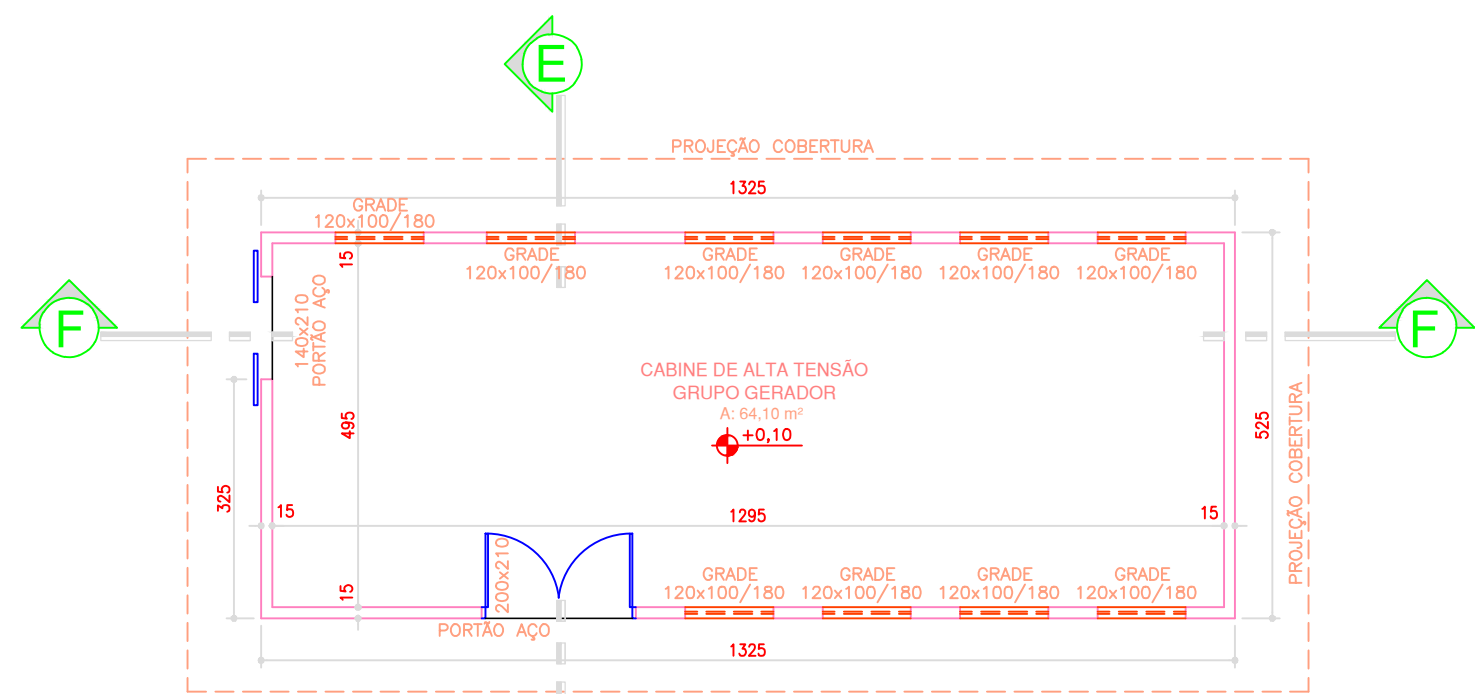 E
PROJEÇÃO COBERTURA
1325
GRADE
120x100/180
GRADE
120x100/180
GRADE
120x100/180
GRADE
120x100/180
GRADE
120x100/180
GRADE
120x100/180
15
140x210
PORTÃO AÇO
F
F
CABINE DE ALTA TENSÃO
GRUPO GERADOR
A: 64,10 m²
+0,10
495
525
PROJEÇÃO COBERTURA
325
15
1295
15
200x210
15
GRADE
120x100/180
GRADE
120x100/180
GRADE
120x100/180
GRADE
120x100/180
PORTÃO AÇO
1325